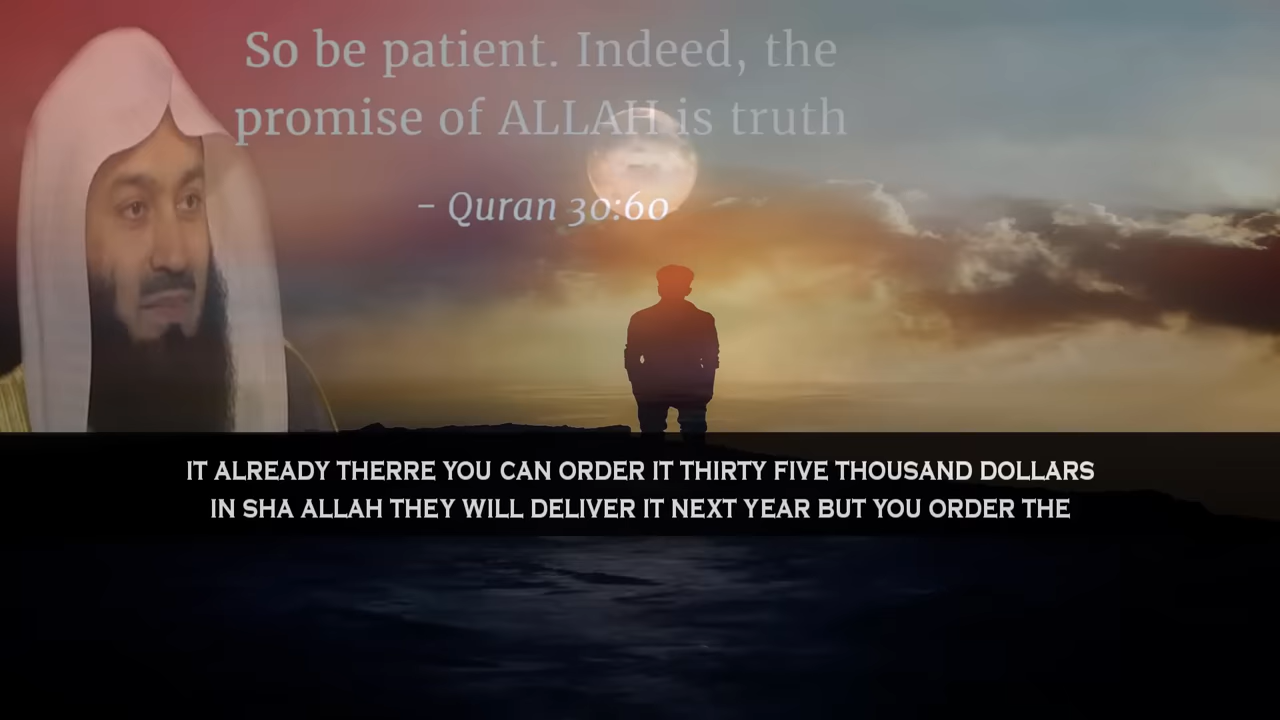 So be patient. Indeed, the
promise of ALLAH is truth
- Quran 30:60
IT ALREADY THERRE YOU CAN ORDER IT THIRTY FIVE THOUSAND DOLLARS
IN SHA ALLAH THEY WILL DELIVER IT NEXT YEAR BUT YOU ORDER THE